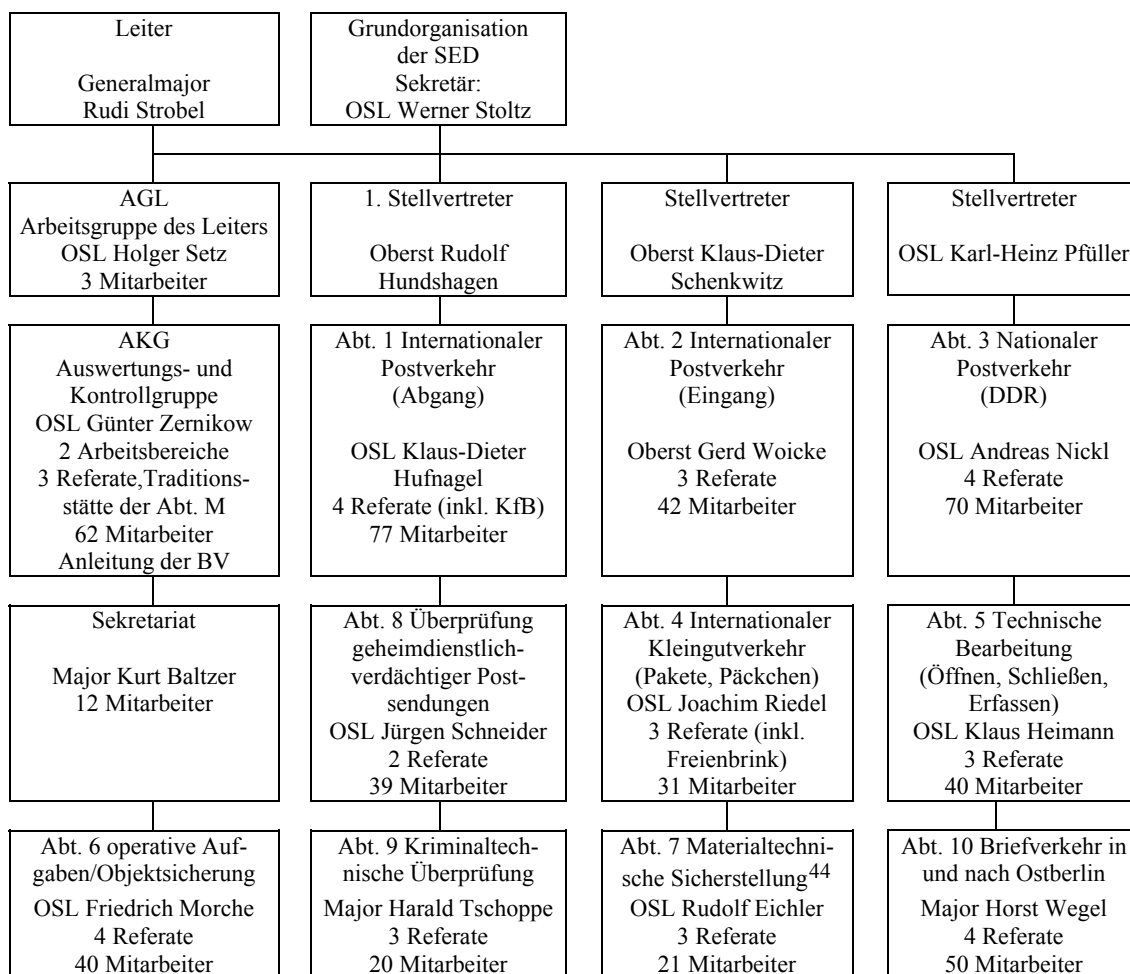 Leiter
Generalmajor
Rudi Strobel
Grundorganisation
der SED
Sekretär:
OSL Werner Stoltz
AGL
Arbeitsgruppe des Leiters
OSL Holger Setz
3 Mitarbeiter
1. Stellvertreter
Oberst Rudolf
Hundshagen
Stellvertreter
Oberst Klaus-Dieter
Schenkwitz
Stellvertreter
OSL Karl-Heinz Pfüller
AKG
Auswertungs- und
Kontrollgruppe
OSL Günter Zernikow
2 Arbeitsbereiche
3 Referate,Traditions-
stätte der Abt. M
62 Mitarbeiter
Anleitung der BV
Abt. 1 Internationaler
Postverkehr
(Abgang)
OSL Klaus-Dieter
Hufnagel
4 Referate (inkl. KfB)
77 Mitarbeiter
Abt. 2 Internationaler
Postverkehr
(Eingang)
Oberst Gerd Woicke
3 Referate
42 Mitarbeiter
Abt. 3 Nationaler
Postverkehr
(DDR)
OSL Andreas Nickl
4 Referate
70 Mitarbeiter
Sekretariat
Major Kurt Baltzer
12 Mitarbeiter
Abt. 8 Überprüfung
geheimdienstlich-
verdächtiger Post-
sendungen
OSL Jürgen Schneider
2 Referate
39 Mitarbeiter
Abt. 4 Internationaler
Kleingutverkehr
(Pakete, Päckchen)
OSL Joachim Riedel
3 Referate (inkl.
Freienbrink)
31 Mitarbeiter
Abt. 5 Technische
Bearbeitung
(Öffnen, Schließen,
Erfassen)
OSL Klaus Heimann
3 Referate
40 Mitarbeiter
Abt. 6 operative Auf-
gaben/Objektsicherung
OSL Friedrich Morche
4 Referate
40 Mitarbeiter
Abt. 9 Kriminaltech-
nische Überprüfung
Major Harald Tschoppe
3 Referate
20 Mitarbeiter
Abt. 7 Materialtechni-
sche Sicherstellung44
OSL Rudolf Eichler
3 Referate
21 Mitarbeiter
Abt. 10 Briefverkehr in
und nach Ostberlin
Major Horst Wegel
4 Referate
50 Mitarbeiter